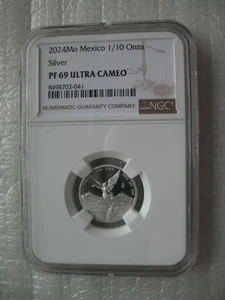 2024Mo Mexico 1/10 Onza
Silver
PF 69 ULTRA CAMEO
8498703-041
NUMISMATIC GUARANTY COMPANY
NGC